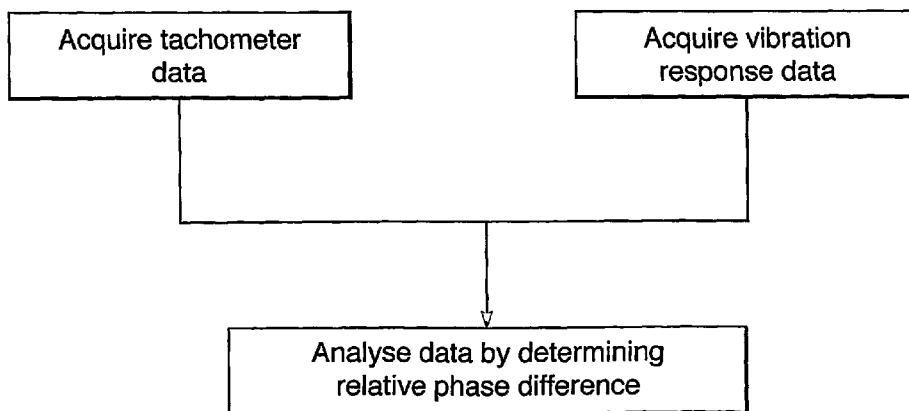 Acquire tachometer
data
Acquire vibration
response data
Analyse data by determining
relative phase difference